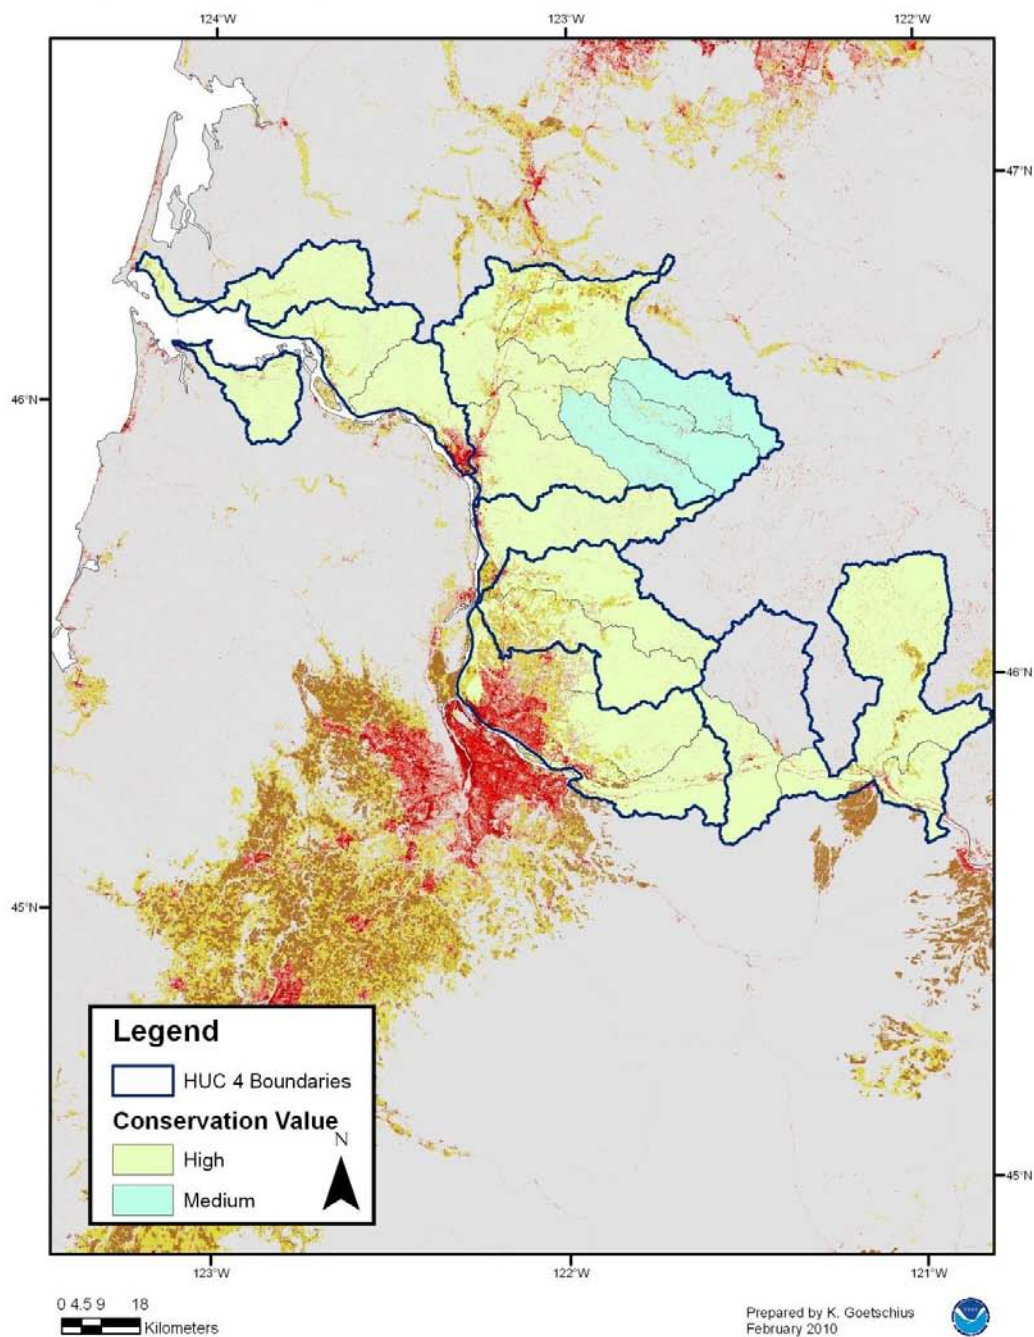 124°W 123°W 122°W
47°N
46°N
46°N
45°N
45°N
Legend
HUC 4 Boundaries
Conservation Value
N
High
Medium
123°W 122°W 121°W
0 4.5 9 18
Kilometers
Prepared by K. Goetschius
February 2010